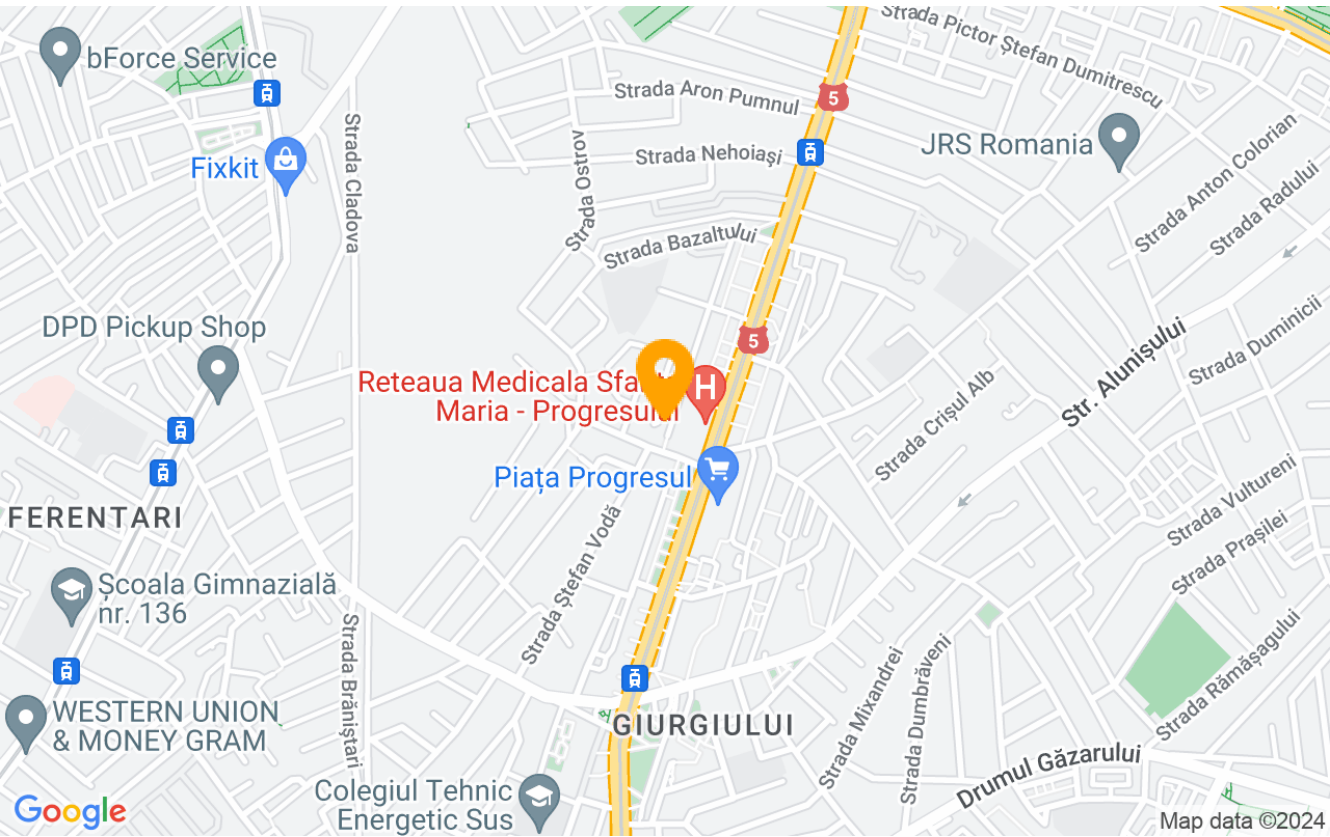 Strada Pictor Ștefan Dumitrescu
bForce Service
Strada Aron Pumnul
5
JRS Romania
Strada Anton Colorian
Fixkit
Strada Cladova
Strada Ostrov
Strada Nehoiași
Strada Radului
Strada Bazaltului
DPD Pickup Shop
5
Strada Duminicii
Str. Alunișului
Reteaua Medicala Sfa
Maria - Progresului
H
Strada Crișul Alb
Piața Progresul
FERENTARI
Strada Vultureni
Strada Prașilei
Strada Ștefan Vodă
Școala Gimnazială
nr. 136
Strada Brăniștari
Strada Mixandrei
Strada Dumbrăveni
Strada Rămășagului
WESTERN UNION
& MONEY GRAM
GIURGIULUI
Drumul Găzarului
Colegiul Tehnic
Energetic Sus
Google
Map data ©2024